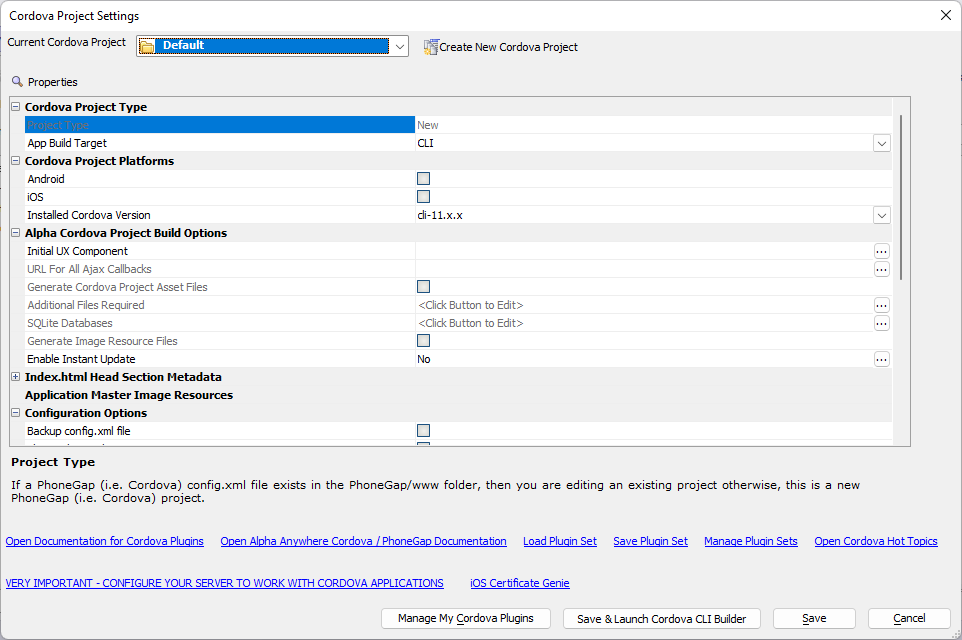 Cordova Project Settings
Current Cordova Project Default Create New Cordova Project
Properties
Cordova Project Type
Project Type New
App Build Target CLI
Cordova Project Platforms
Android
iOS
Installed Cordova Version cli-11.x.x
Alpha Cordova Project Build Options
Initial UX Component ...
URL For All Ajax Callbacks ...
Generate Cordova Project Asset Files
Additional Files Required <Click Button to Edit> ...
SQLite Databases <Click Button to Edit> ...
Generate Image Resource Files
Enable Instant Update No ...
Index.html Head Section Metadata
Application Master Image Resources
Configuration Options
Backup config.xml file
Project Type
If a PhoneGap (i.e. Cordova) config.xml file exists in the PhoneGap/www folder, then you are editing an existing project otherwise, this is a new
PhoneGap (i.e. Cordova) project.
Open Documentation for Cordova Plugins Open Alpha Anywhere Cordova / PhoneGap Documentation Load Plugin Set Save Plugin Set Manage Plugin Sets Open Cordova Hot Topics
VERY IMPORTANT - CONFIGURE YOUR SERVER TO WORK WITH CORDOVA APPLICATIONS iOS Certificate Genie
Manage My Cordova Plugins Save & Launch Cordova CLI Builder Save Cancel